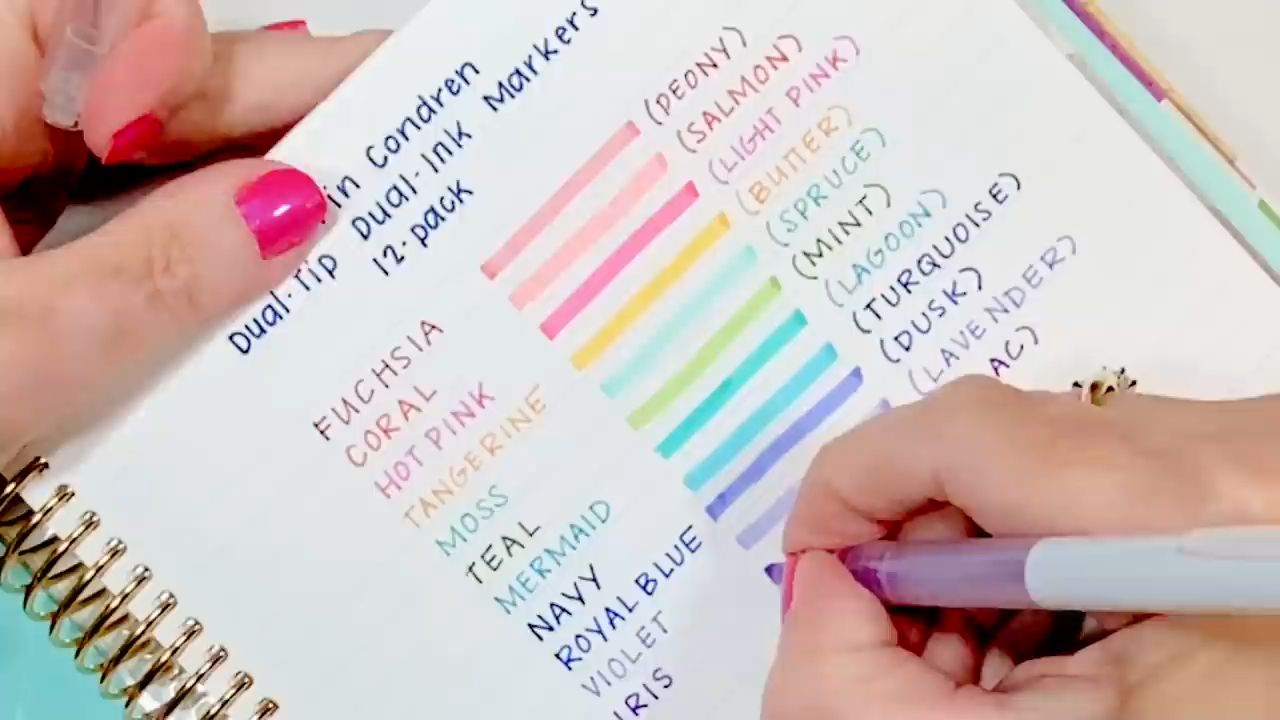 in Condren
Dual-Tip Dual-Ink Markers
12-pack
FUCHSIA (PEONY)
CORAL (SALMON)
HOT PINK (LIGHT PINK)
TANGERINE (BUTTER)
MOSS (SPRUCE)
TEAL (MINT)
MERMAID (LAGOON)
NAVY (TURQUOISE)
ROYAL BLUE (DUSK)
VIOLET (LAVENDER)
IRIS AC)